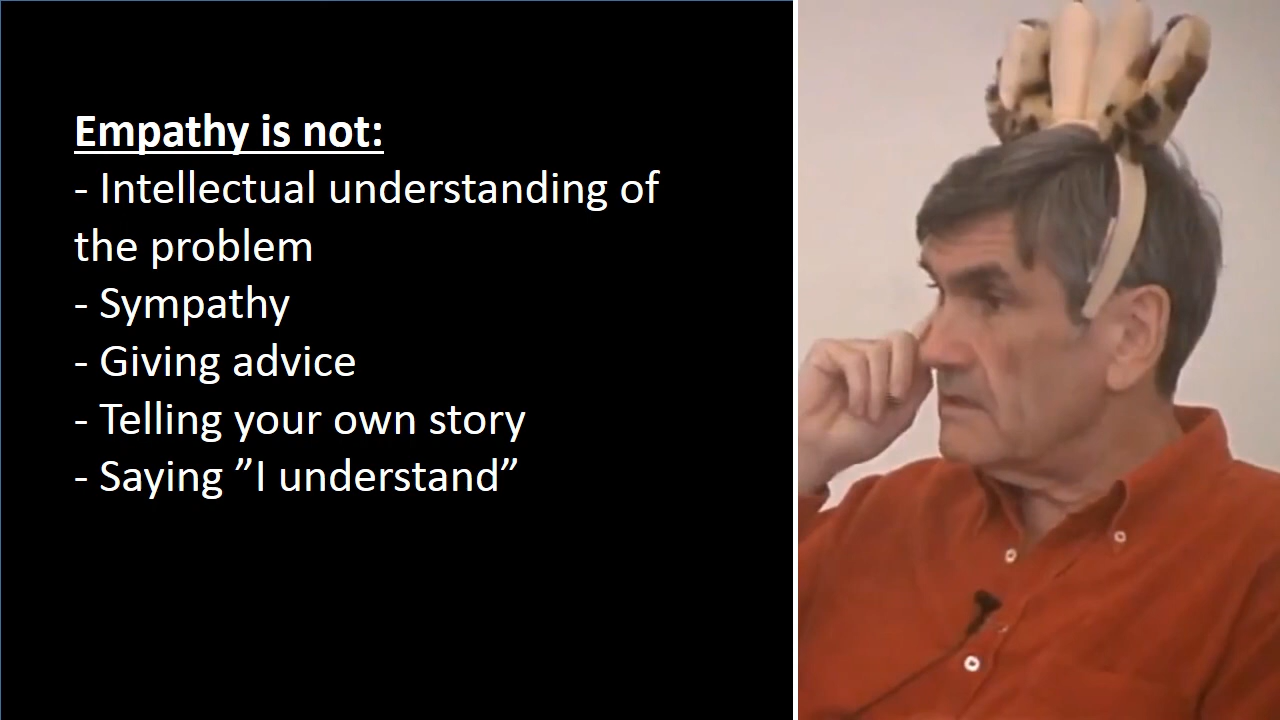 Empathy is not:
- Intellectual understanding of
the problem
- Sympathy
- Giving advice
- Telling your own story
- Saying ”I understand”